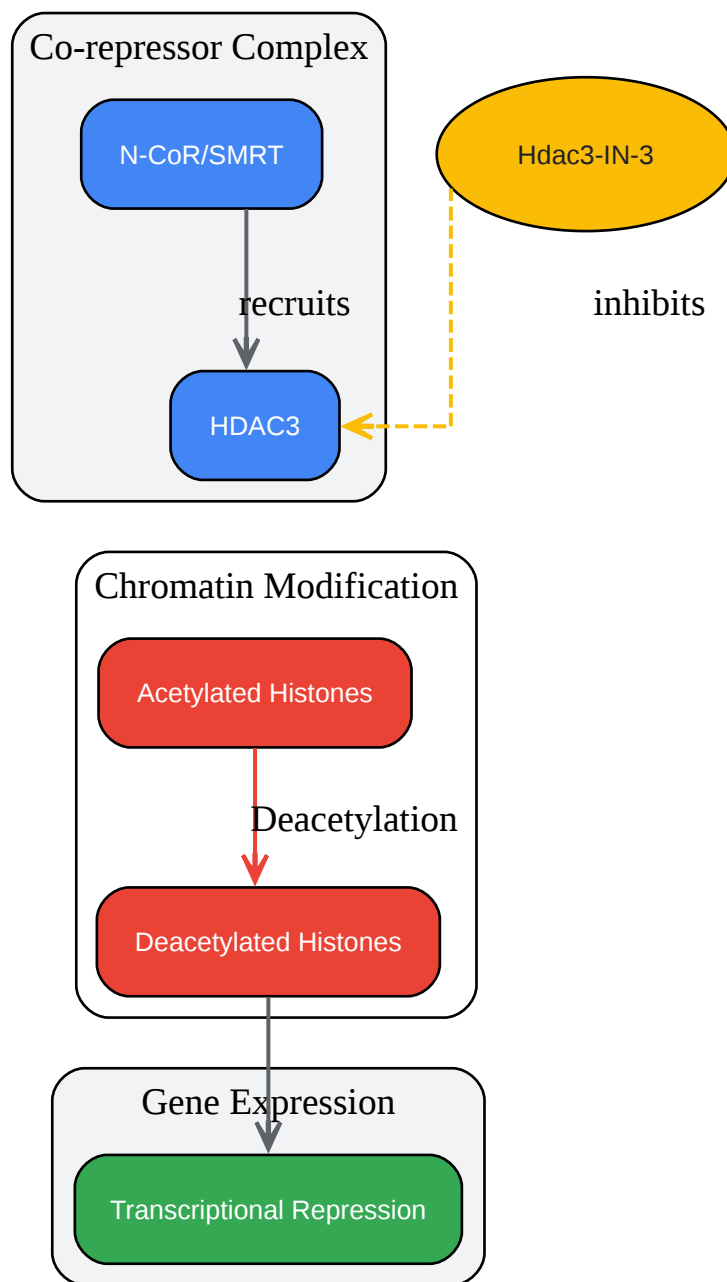 Co-repressor Complex
N-CoR/SMRT
Hdac3-IN-3
recruits
inhibits
HDAC3
Chromatin Modification
Acetylated Histones
Deacetylation
Deacetylated Histones
Gene Expression
Transcriptional Repression